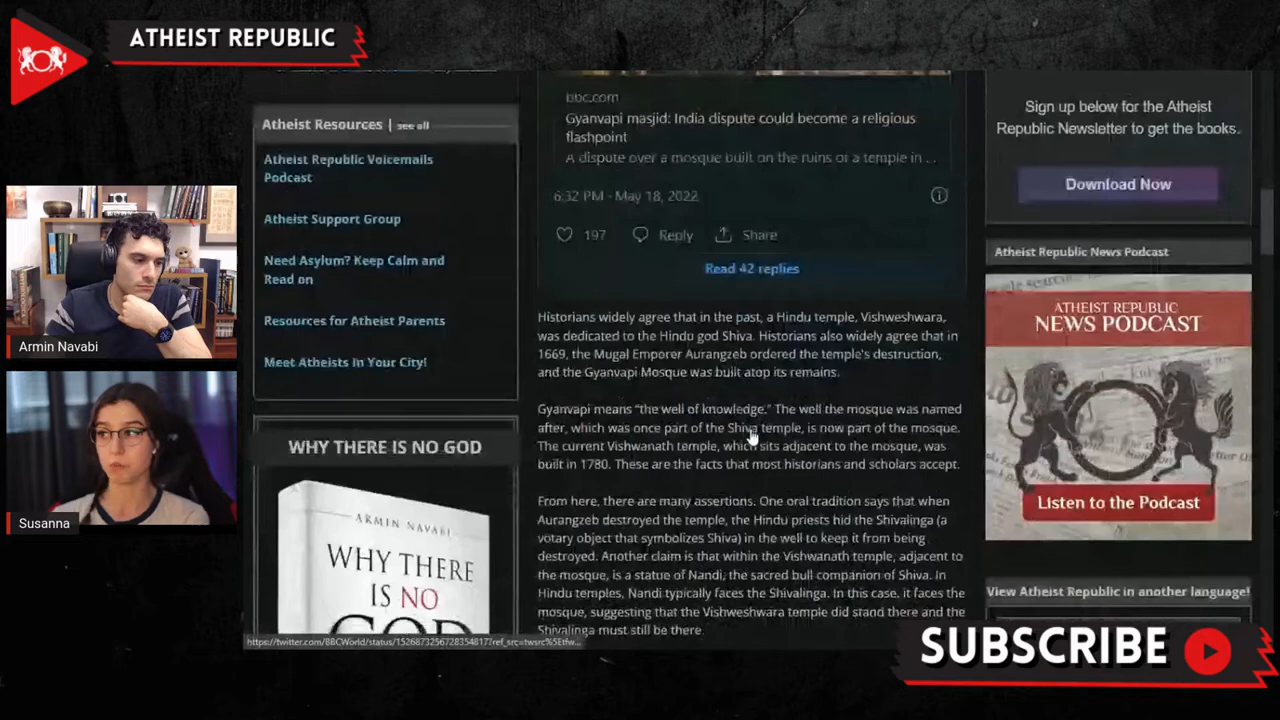 ATHEIST REPUBLIC
Armin Navabi
Susanna
Atheist Resources | see all
Atheist Republic Voicemails
Podcast
Atheist Support Group
Need Asylum? Keep Calm and
Read on
Resources for Atheist Parents
Meet Atheists in Your City!
WHY THERE IS NO GOD
ARMIN NAVABI
WHY THERE
IS NO
GOD
https://twitter.com/BBCWorld/status/1526873256728354817?ref_src=twsrc%5Etfw...
bbc.com
Gyanvapi masjid: India dispute could become a religious
flashpoint
A dispute over a mosque built on the ruins of a temple in ...
6:32 PM · May 18, 2022
197 Reply Share
Read 42 replies
Historians widely agree that in the past, a Hindu temple, Vishweshwara,
was dedicated to the Hindu god Shiva. Historians also widely agree that in
1669, the Mugal Emporer Aurangzeb ordered the temple's destruction,
and the Gyanvapi Mosque was built atop its remains.
Gyanvapi means “the well of knowledge.” The well the mosque was named
after, which was once part of the Shiva temple, is now part of the mosque.
The current Vishwanath temple, which sits adjacent to the mosque, was
built in 1780. These are the facts that most historians and scholars accept.
From here, there are many assertions. One oral tradition says that when
Aurangzeb destroyed the temple, the Hindu priests hid the Shivalinga (a
votary object that symbolizes Shiva) in the well to keep it from being
destroyed. Another claim is that within the Vishwanath temple, adjacent to
the mosque, is a statue of Nandi, the sacred bull companion of Shiva. In
Hindu temples, Nandi typically faces the Shivalinga. In this case, it faces the
mosque, suggesting that the Vishweshwara temple did stand there and the
Shivalinga must still be there.
Sign up below for the Atheist
Republic Newsletter to get the books.
Download Now
Atheist Republic News Podcast
ATHEIST REPUBLIC
NEWS PODCAST
Listen to the Podcast
View Atheist Republic in another language!
SUBSCRIBE